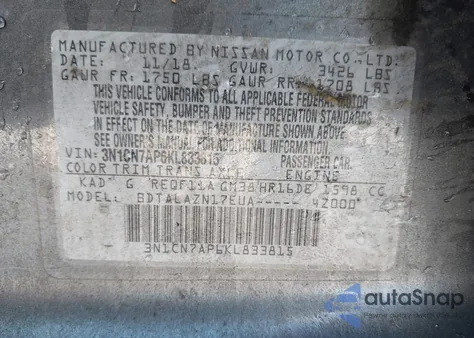 MANUFACTURED BY NISSAN MOTOR CO., LTD.
DATE: 11/18. GVWR: 3426 LBS
GAWR FR: 1750 LBS GAWR RR: 1708 LBS
THIS VEHICLE CONFORMS TO ALL APPLICABLE FEDERAL MOTOR
VEHICLE SAFETY, BUMPER AND THEFT PREVENTION STANDARDS
IN EFFECT ON THE DATE OF MANUFACTURE SHOWN ABOVE.
SEE OWNER'S MANUAL FOR
VIN: 3N1CN7AP6KL833815 PASSENGER CAR.
COLOR TRIM TRANS AXLE ENGINE
KAD G RE0F11A GM38 HR16DE 1598 CC
MODEL: BDTALAZN17EUA----- 4Z000*
3N1CN7AP6KL833815
autoSnap